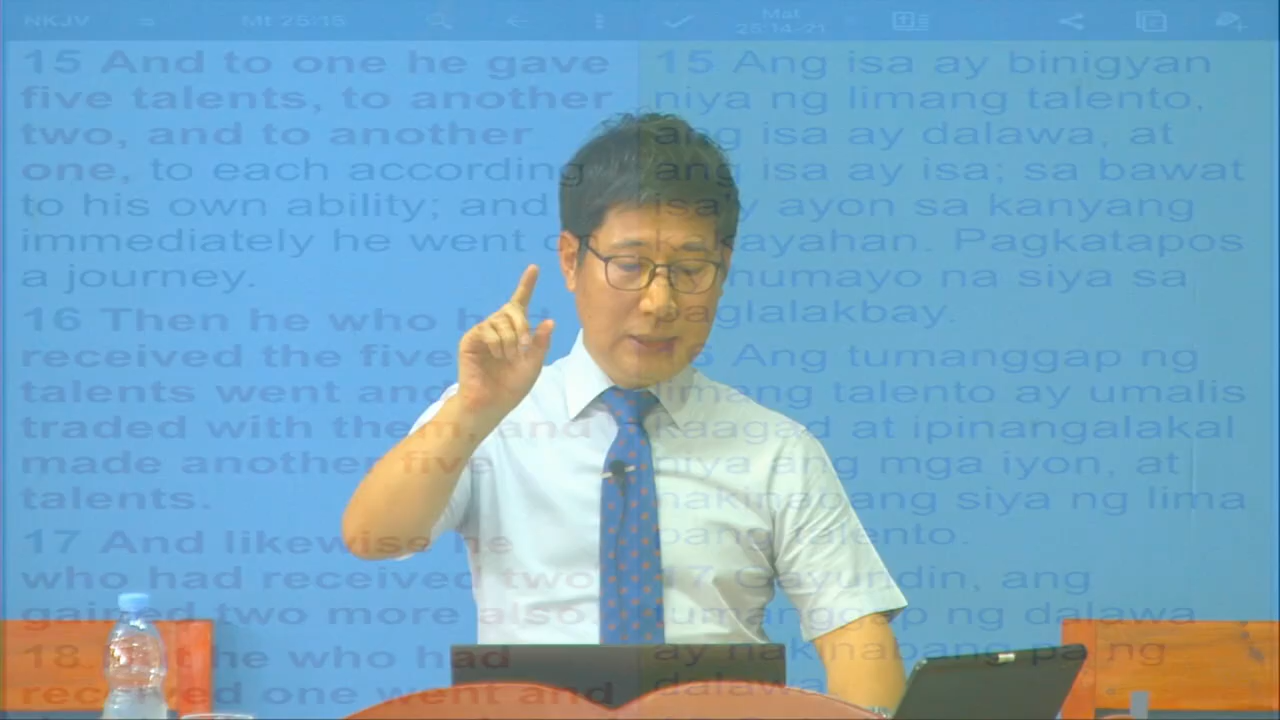 NKJV Mt 25:15
15 And to one he gave
five talents, to another
two, and to another
one, to each according
to his own ability; and
immediately he went
a journey.
16 Then he who had
received the five
talents went and
traded with them, and
made another five
talents.
17 And likewise he
who had received two
gained two more also.
18 But he who had
received one went and
Mat
25:14-21
15 Ang isa ay binigyan
niya ng limang talento,
ang isa ay dalawa, at
ang isa ay isa; sa bawat
isa'y ayon sa kanyang
kakayahan. Pagkatapos
humayo na siya sa
paglalakbay.
16 Ang tumanggap ng
limang talento ay umalis
kaagad at ipinangalakal
niya ang mga iyon, at
nakinabang siya ng lima
pang talento.
17 Gayundin, ang
tumanggap ng dalawa
ay nakinabang pa ng
dalawa.